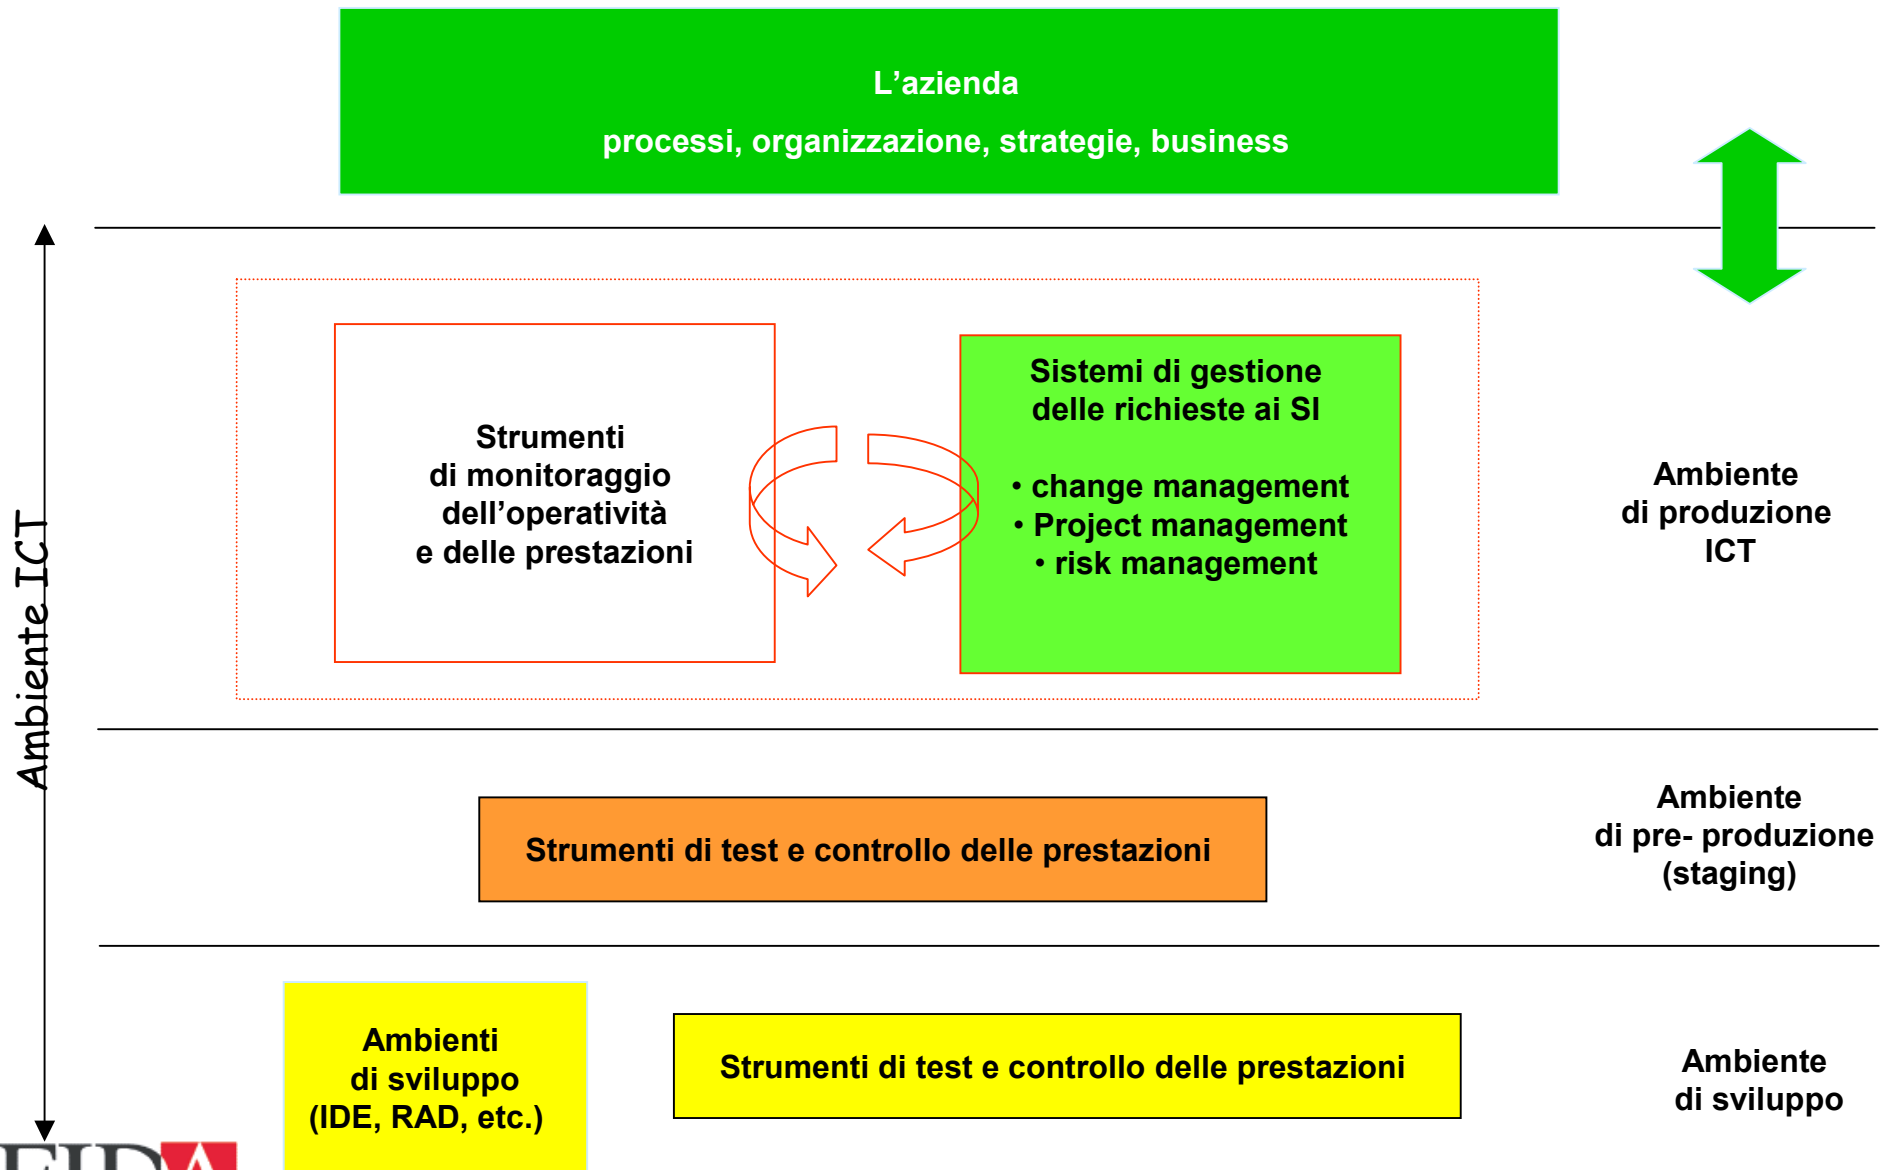 L’azienda
processi, organizzazione, strategie, business
Ambiente ICT
Strumenti
di monitoraggio
dell’operatività
e delle prestazioni
Sistemi di gestione
delle richieste ai SI
• change management
• Project management
• risk management
Ambiente
di produzione
ICT
Strumenti di test e controllo delle prestazioni
Ambiente
di pre- produzione
(staging)
Ambienti
di sviluppo
(IDE, RAD, etc.)
Strumenti di test e controllo delle prestazioni
Ambiente
di sviluppo